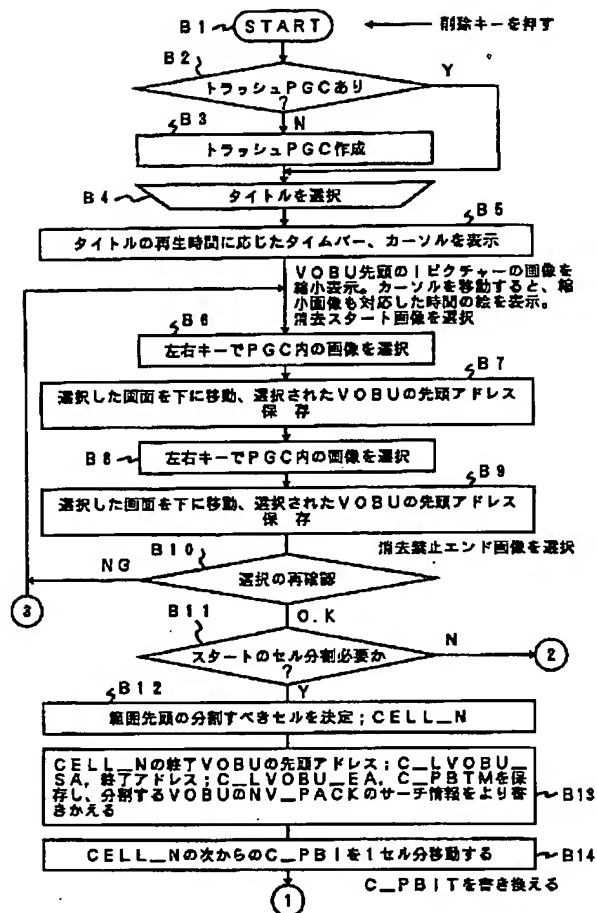 B1 START ← 削除キーを押す
B2
トラッシュPGCあり
?
Y
N
B3
トラッシュPGC作成
B4 タイトルを選択
B5
タイトルの再生時間に応じたタイムバー、カーソルを表示
VOBU先頭のIピクチャーの画像を
縮小表示。カーソルを移動すると、縮
小画像も対応した時間の絵を表示。
消去スタート画像を選択
B6
左右キーでPGC内の画像を選択
B7
選択した画面を下に移動、選択されたVOBUの先頭アドレス
保存
B8 左右キーでPGC内の画像を選択
B9
選択した画面を下に移動、選択されたVOBUの先頭アドレス
保存
消去禁止エンド画像を選択
B10
NG
選択の再確認
3
O.K
B11
スタートのセル分割必要か
?
N
2
Y
B12
範囲先頭の分割すべきセルを決定;CELL_N
CELL_Nの終了VOBUの先頭アドレス;C_LVOBU_
SA,終了アドレス;C_LVOBU_EA,C_PBTMを保
存し、分割するVOBUのNV_PACKのサーチ情報をより書
きかえる
B13
CELL_Nの次からのC_PBIを1セル分移動する
B14
C_PBITを書き換える
1